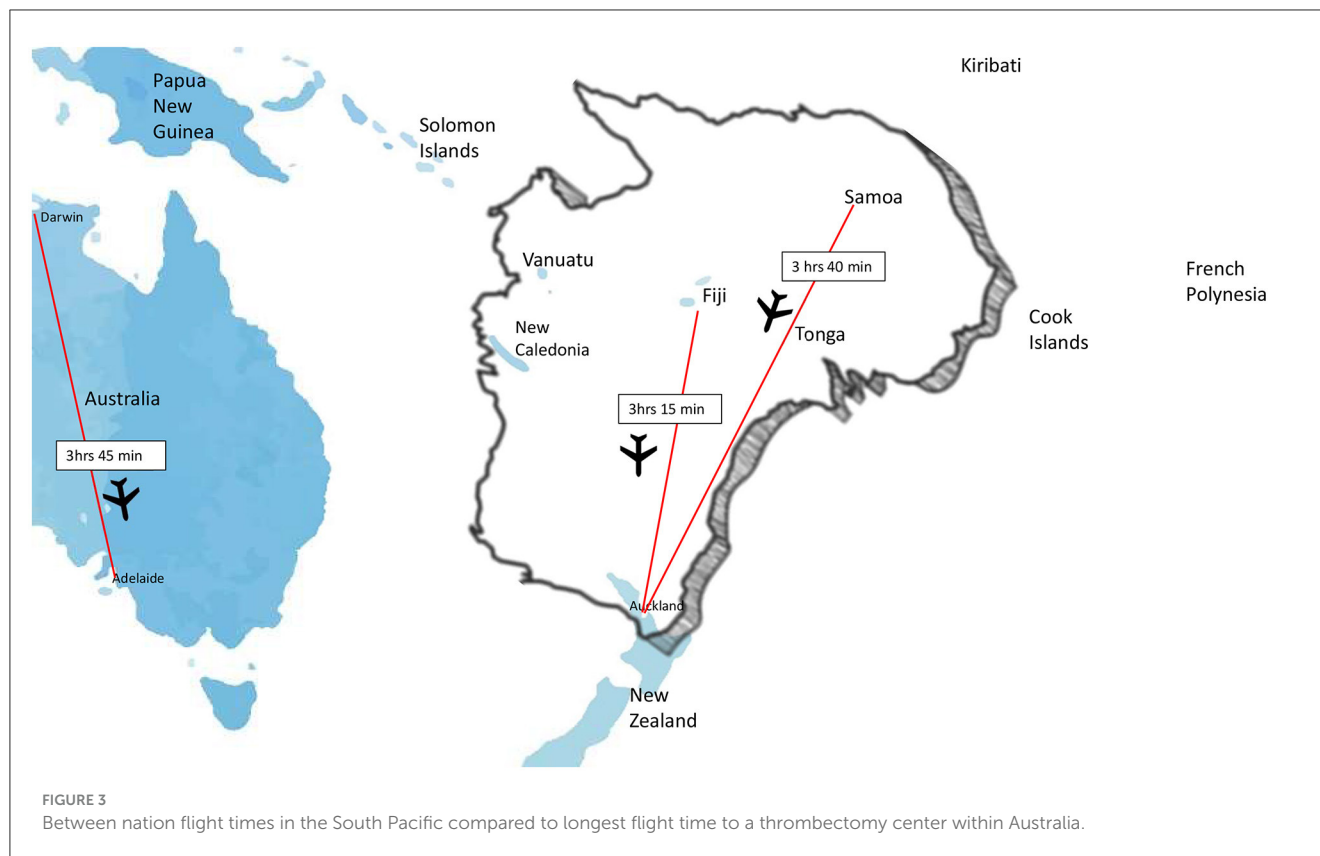 Kiribati
Papua
New
Guinea
Solomon
Islands
Samoa
Darwin
Vanuatu
3 hrs 40 min
French
Polynesia
Fiji
Cook
Islands
New
Caledonia
Tonga
Australia
3hrs 15 min
3hrs 45 min
Adelaide
Auckland
New
Zealand
FIGURE 3
Between nation flight times in the South Pacific compared to longest flight time to a thrombectomy center within Australia.